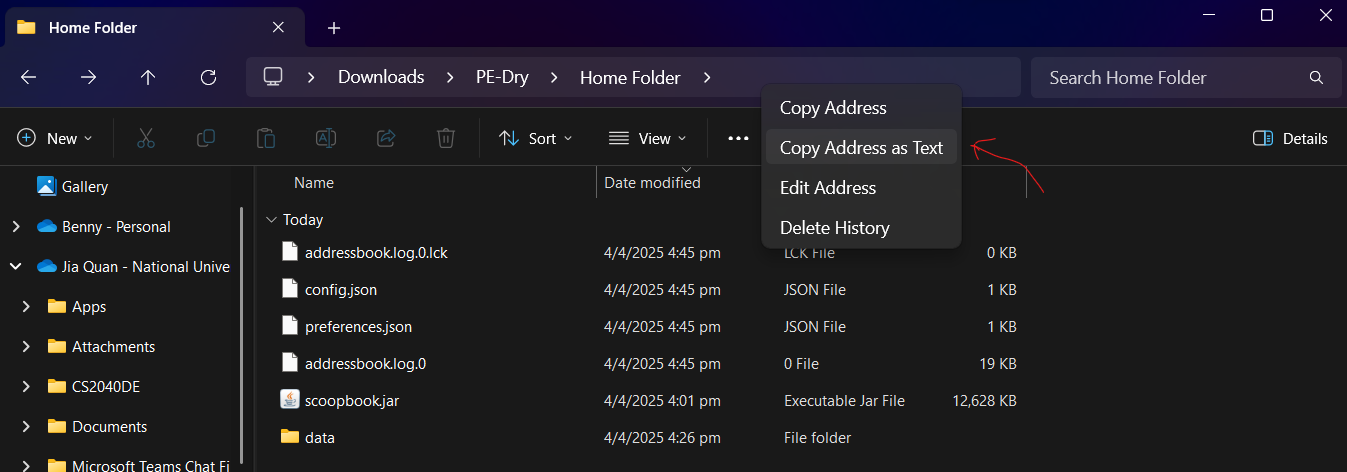 Home Folder
Downloads PE-Dry Home Folder
Search Home Folder
New Sort View Details
Copy Address
Copy Address as Text
Edit Address
Delete History
Gallery
Benny - Personal
Jia Quan - National Unive
Apps
Attachments
CS2040DE
Documents
Microsoft Teams Chat Fi
Name Date modified
Today
addressbook.log.0.lck 4/4/2025 4:45 pm LCK File 0 KB
config.json 4/4/2025 4:45 pm JSON File 1 KB
preferences.json 4/4/2025 4:45 pm JSON File 1 KB
addressbook.log.0 4/4/2025 4:45 pm 0 File 19 KB
scoopbook.jar 4/4/2025 4:01 pm Executable Jar File 12,628 KB
data 4/4/2025 4:26 pm File folder